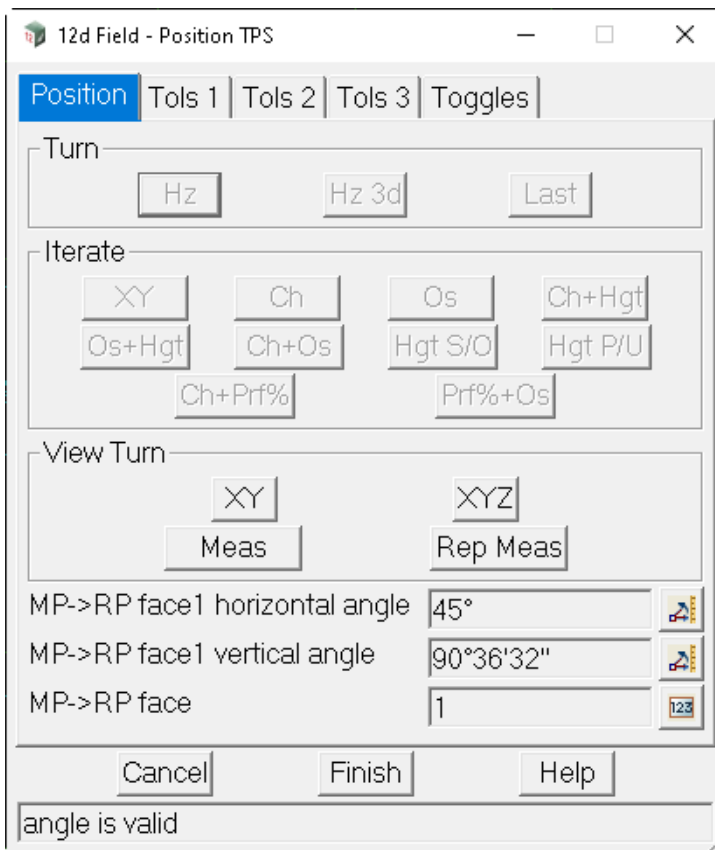 12d Field - Position TPS
Position Tols 1 Tols 2 Tols 3 Toggles
Turn
Hz Hz 3d Last
Iterate
XY Ch Os Ch+Hgt
Os+Hgt Ch+Os Hgt S/O Hgt P/U
Ch+Prf% Prf%+Os
View Turn
XY XYZ
Meas Rep Meas
MP->RP face1 horizontal angle 45°
MP->RP face1 vertical angle 90°36'32"
MP->RP face 1 123
Cancel Finish Help
angle is valid